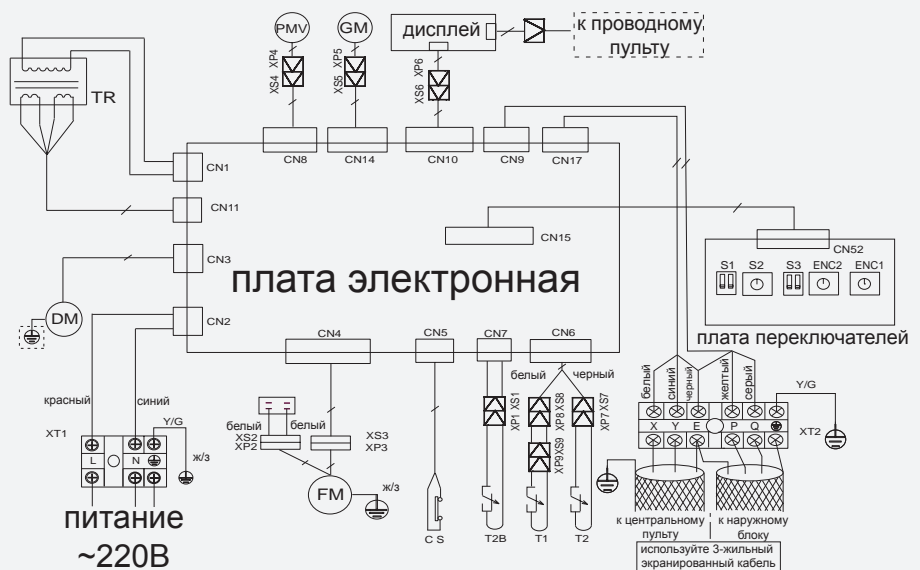 PMV
GM
дисплей
к проводному
пульту
XS4 XP4
XS5 XP5
XS6 XP6
TR
CN8
CN14
CN10
CN9
CN17
CN1
CN11
CN15
CN3
CN52
S1
S2
S3
ENC2
ENC1
плата электронная
DM
CN2
плата переключателей
CN4
CN5
CN7
CN6
белый
черный
красный
синий
белый
белый
XS2
XP2
XS3
XP3
XP1 XS1
XP8 XS8
XP7 XS7
XP9 XS9
белый
синий
черный
желтый
серый
Y/G
XT1
Y/G
L
N
ж/з
X
Y
E
P
Q
XT2
FM
ж/з
питание
~220В
C S
T2B
T1
T2
к центральному
пульту
к наружному
блоку
используйте 3-жильный
экранированный кабель